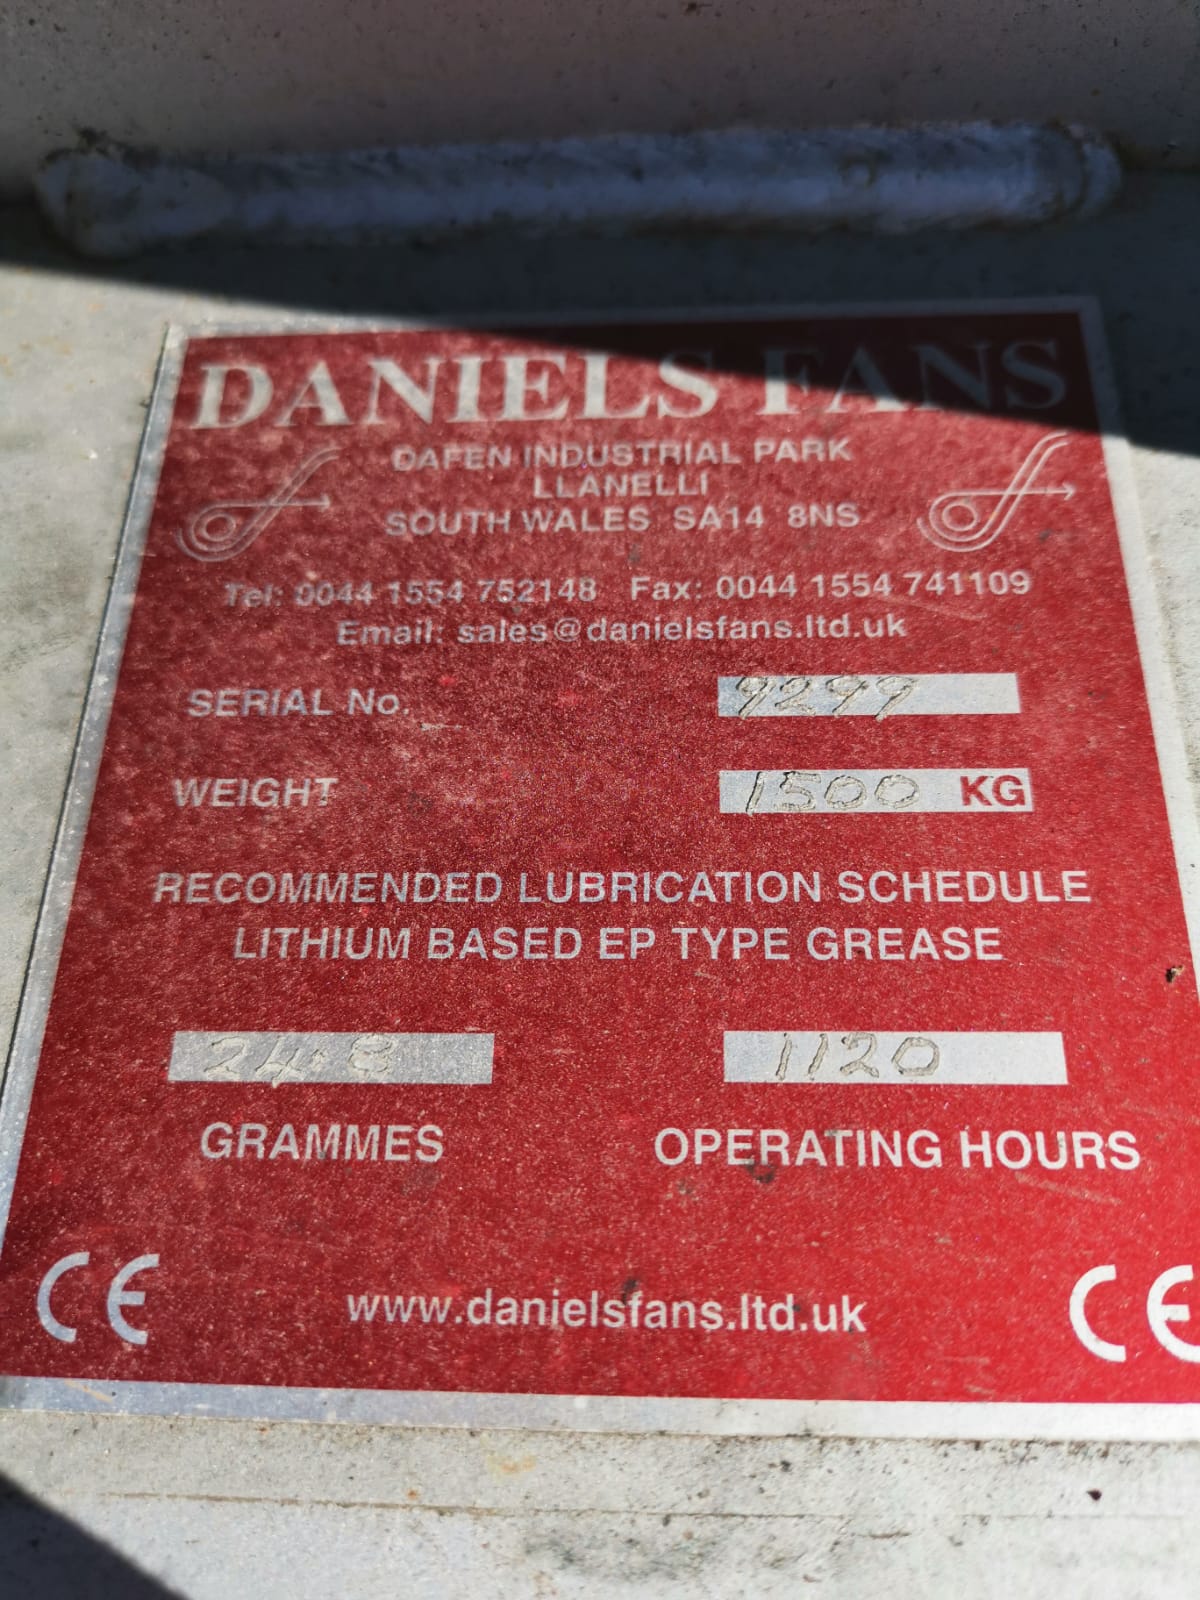 DANIELS FANS
DAFEN INDUSTRIAL PARK
LLANELLI
SOUTH WALES SA14 8NS
Tel: 0044 1554 752148 Fax: 0044 1554 741109
Email: sales@danielsfans.ltd.uk
SERIAL No. 9299
WEIGHT 1500 KG
RECOMMENDED LUBRICATION SCHEDULE
LITHIUM BASED EP TYPE GREASE
24.8 1120
GRAMMES OPERATING HOURS
CE www.danielsfans.ltd.uk CE